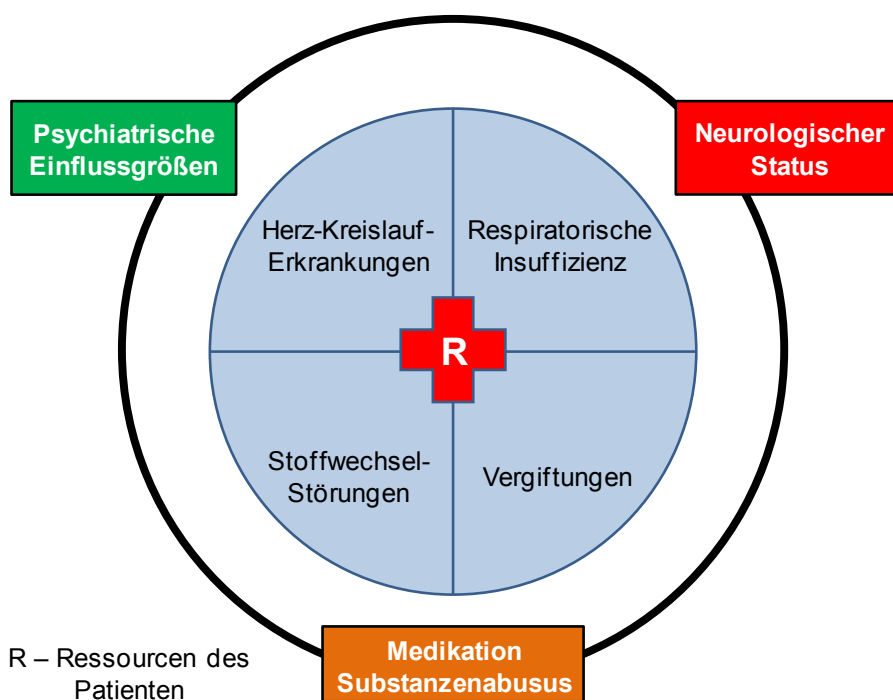 Psychiatrische
Einflussgrößen
Neurologischer
Status
Herz-Kreislauf-
Erkrankungen
Respiratorische
Insuffizienz
R
Stoffwechsel-
Störungen
Vergiftungen
Medikation
Substanzenabusus
R – Ressourcen des
Patienten